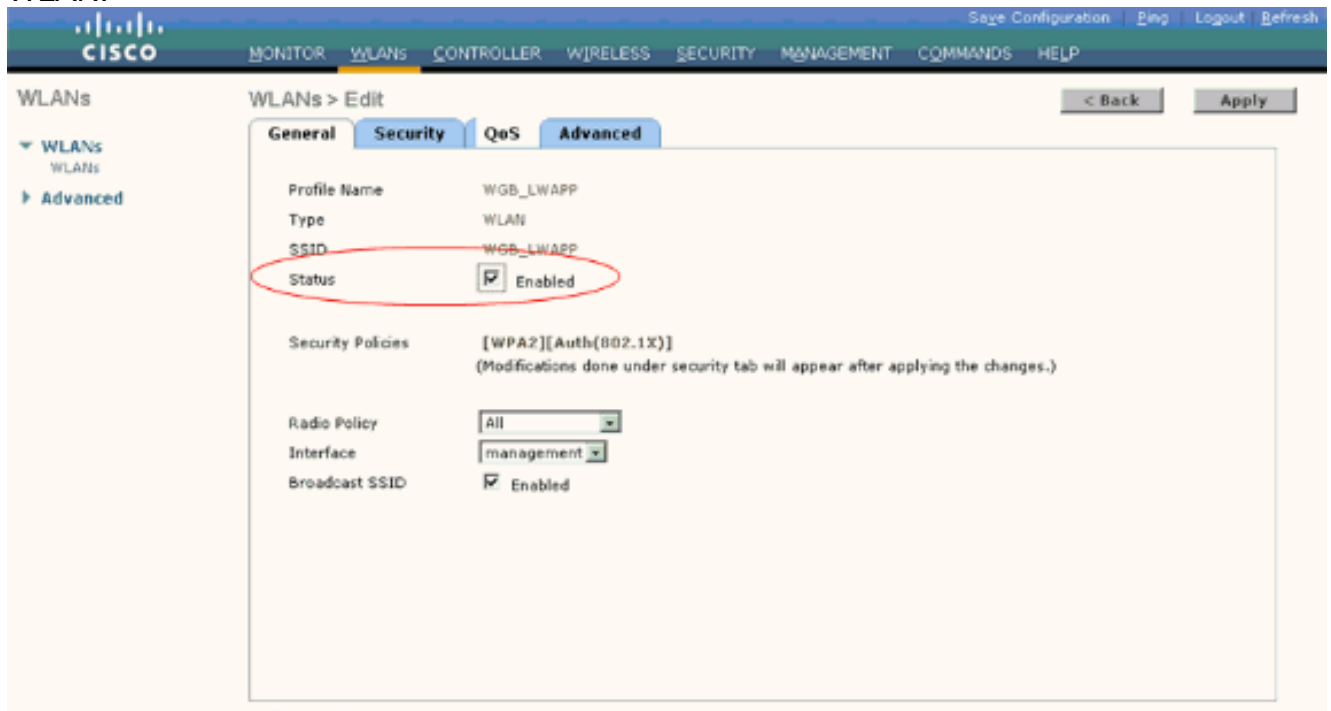 Save Configuration Ping Logout Refresh
CISCO MONITOR WLANs CONTROLLER WIRELESS SECURITY MANAGEMENT COMMANDS HELP
WLANs
WLANs > Edit
< Back Apply
General Security QoS Advanced
WLANs
WLANs
Advanced
Profile Name WGB_LWAPP
Type WLAN
SSID WGB_LWAPP
Status Enabled
Security Policies [WPA2][Auth(802.1X)]
(Modifications done under security tab will appear after applying the changes.)
Radio Policy All
Interface management
Broadcast SSID Enabled